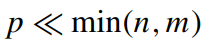 p ≪ min(n, m)